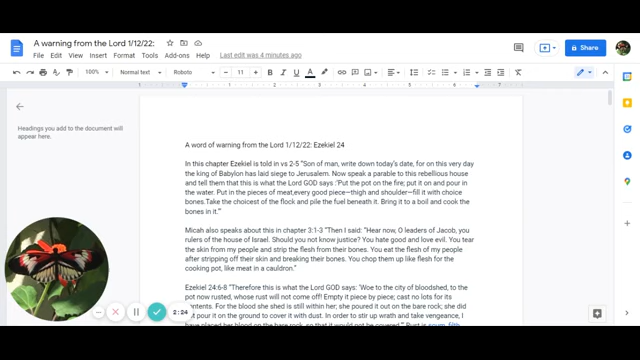 A warning from the Lord 1/12/22:
File Edit View Insert Format Tools Add-ons Help Last edit was 4 minutes ago
Share
100% Normal text Roboto 11
Headings you add to the document will
appear here.
A word of warning from the Lord 1/12/22: Ezekiel 24
In this chapter Ezekiel is told in vs 2-5 “Son of man, write down today’s date, for on this very day
the king of Babylon has laid siege to Jerusalem. Now speak a parable to this rebellious house
and tell them that this is what the Lord GOD says :‘Put the pot on the fire; put it on and pour in
the water. Put in the pieces of meat,every good piece—thigh and shoulder—fill it with choice
bones.Take the choicest of the flock and pile the fuel beneath it. Bring it to a boil and cook the
bones in it.’”
Micah also speaks about this in chapter 3:1-3 “Then I said: “Hear now, O leaders of Jacob, you
rulers of the house of Israel. Should you not know justice? You hate good and love evil. You tear
the skin from my people and strip the flesh from their bones. You eat the flesh of my people
after stripping off their skin and breaking their bones. You chop them up like flesh for the
cooking pot, like meat in a cauldron.”
Ezekiel 24:6-8 “Therefore this is what the Lord GOD says: ‘Woe to the city of bloodshed, to the
pot now rusted, whose rust will not come off! Empty it piece by piece; cast no lots for its
contents. For the blood she shed is still within her; she poured it out on the bare rock; she did
not pour it on the ground to cover it with dust. In order to stir up wrath and take vengeance, I
have placed her blood on the bare rock, so that it would not be covered.” Rust is scum, filth
2:24